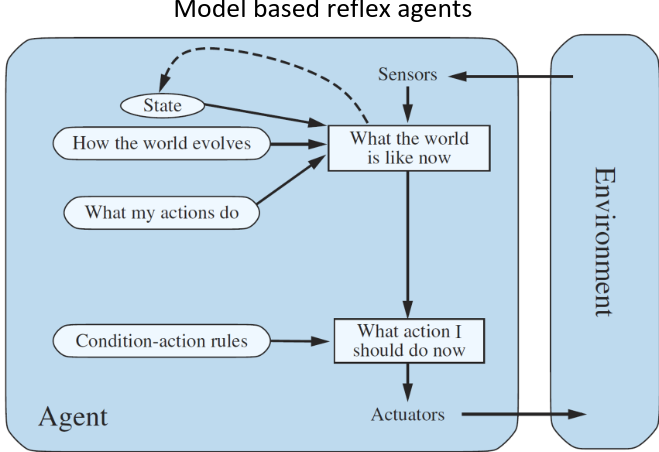 Model based reflex agents
Sensors
State
How the world evolves
What the world
is like now
What my actions do
Environment
Condition-action rules
What action I
should do now
Agent
Actuators